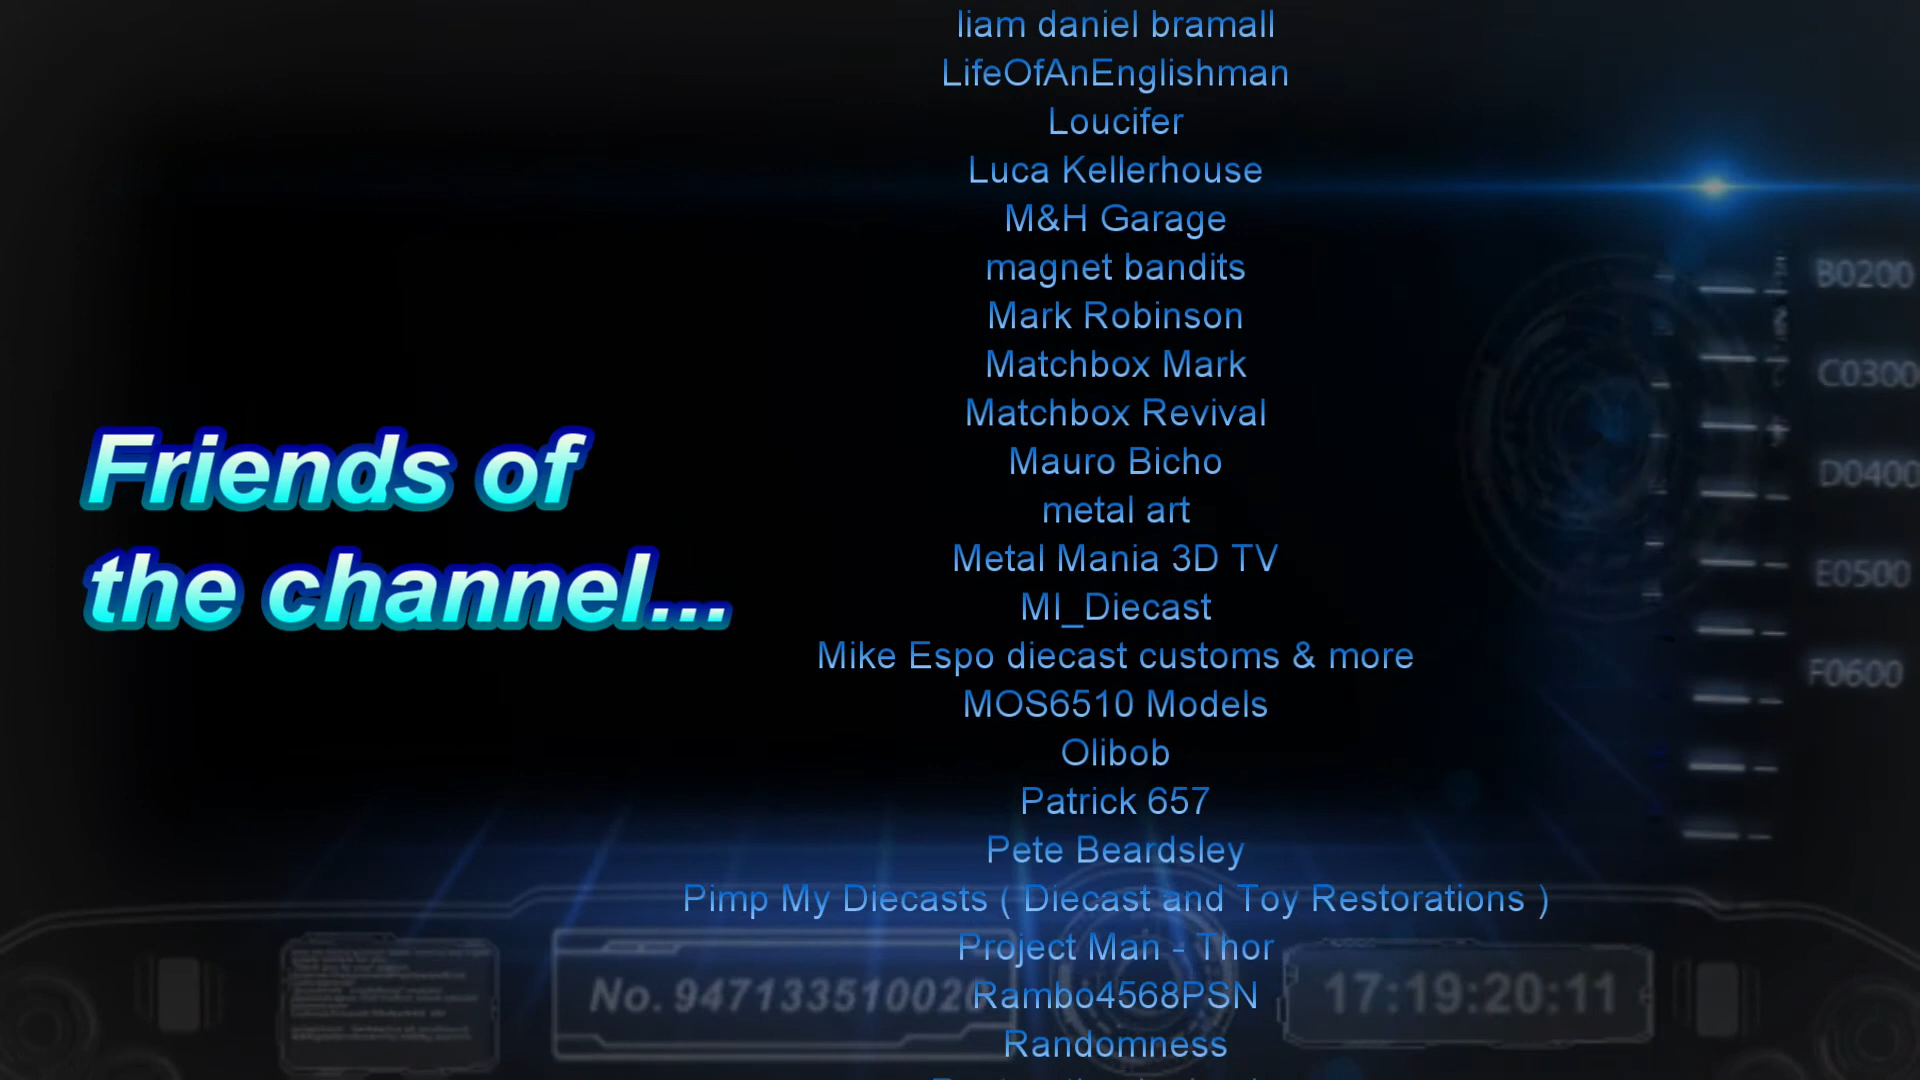 Friends of
the channel...
liam daniel bramall
LifeOfAnEnglishman
Loucifer
Luca Kellerhouse
M&H Garage
magnet bandits
Mark Robinson
Matchbox Mark
Matchbox Revival
Mauro Bicho
metal art
Metal Mania 3D TV
MI_Diecast
Mike Espo diecast customs & more
MOS6510 Models
Olibob
Patrick 657
Pete Beardsley
Pimp My Diecasts ( Diecast and Toy Restorations )
Project Man - Thor
Rambo4568PSN
Randomness
B0200
C0300
D0400
E0500
F0600
No. 947133510020
17:19:20:11